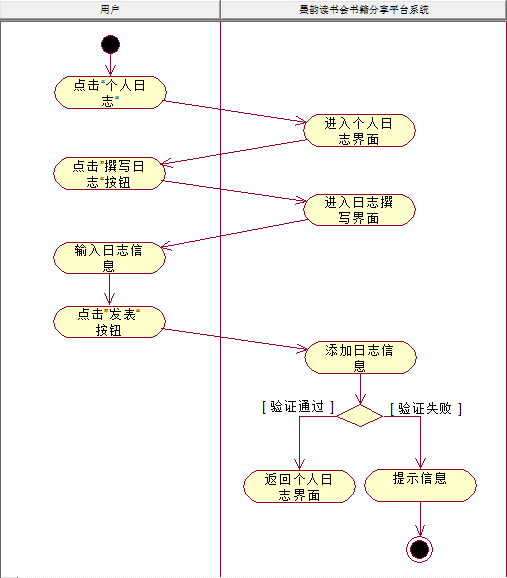 用户
墨韵读书会书籍分享平台系统
点击“个人日
志“
进入个人日
志界面
点击”撰写日
志“按钮
进入日志撰
写界面
输入日志信
息
点击”发表“
按钮
添加日志信
息
[ 验证通过 ]
[ 验证失败 ]
返回个人日
志界面
提示信息